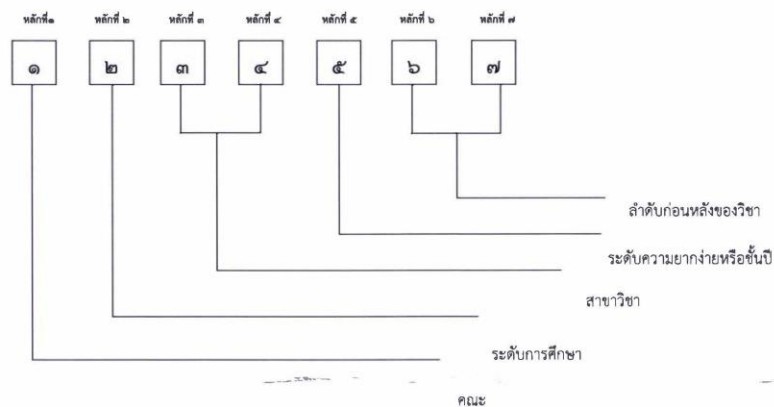 หลักที่๑ หลักที่ ๒ หลักที่ ๓ หลักที่ ๔ หลักที่ ๕ หลักที่ ๖ หลักที่ ๗
๑ ๒ ๓ ๔ ๕ ๖ ๗
ลำดับก่อนหลังของวิชา
ระดับความยากง่ายหรือชั้นปี
สาขาวิชา
ระดับการศึกษา
คณะ